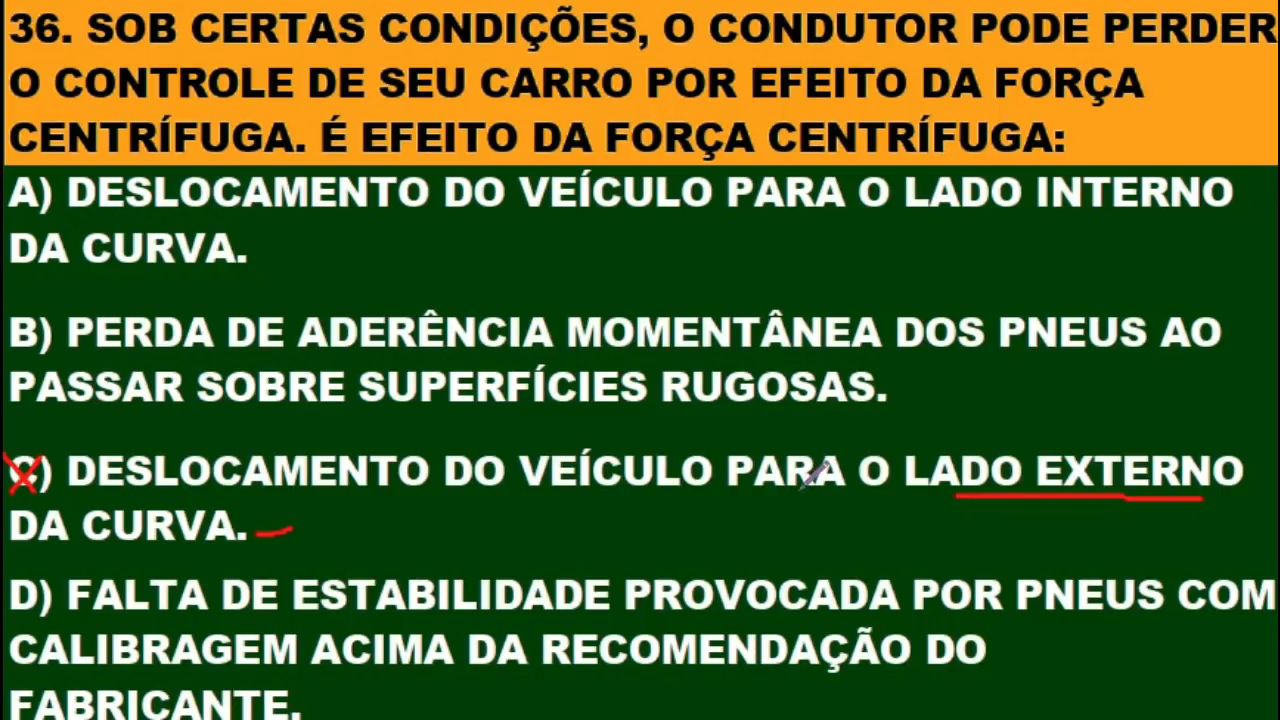 36. SOB CERTAS CONDIÇÕES, O CONDUTOR PODE PERDER
O CONTROLE DE SEU CARRO POR EFEITO DA FORÇA
CENTRÍFUGA. É EFEITO DA FORÇA CENTRÍFUGA:
A) DESLOCAMENTO DO VEÍCULO PARA O LADO INTERNO
DA CURVA.
B) PERDA DE ADERÊNCIA MOMENTÂNEA DOS PNEUS AO
PASSAR SOBRE SUPERFÍCIES RUGOSAS.
C) DESLOCAMENTO DO VEÍCULO PARA O LADO EXTERNO
DA CURVA.
D) FALTA DE ESTABILIDADE PROVOCADA POR PNEUS COM
CALIBRAGEM ACIMA DA RECOMENDAÇÃO DO
FABRICANTE.